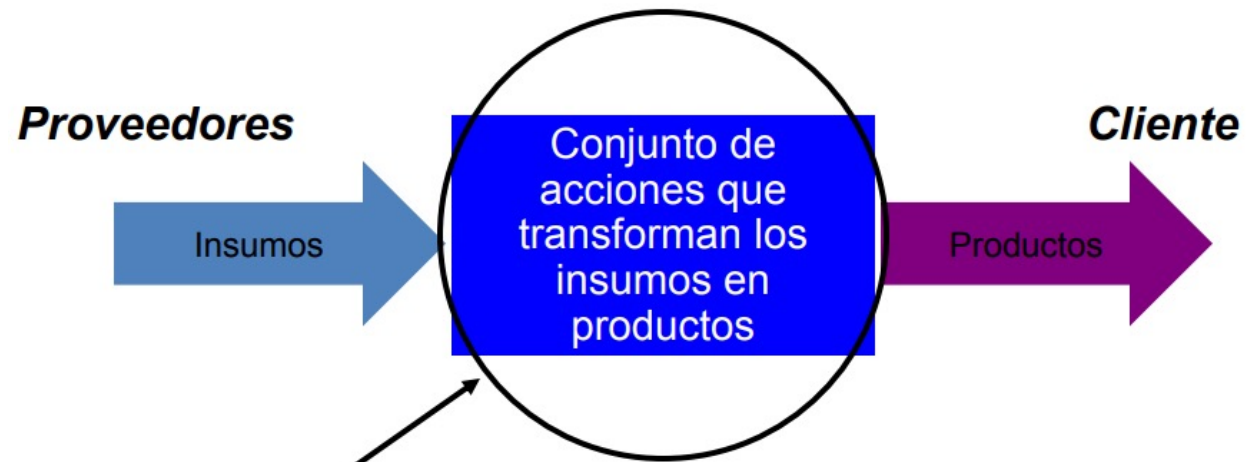 Proveedores
Cliente
Insumos
Conjunto de
acciones que
transforman los
insumos en
productos
Productos